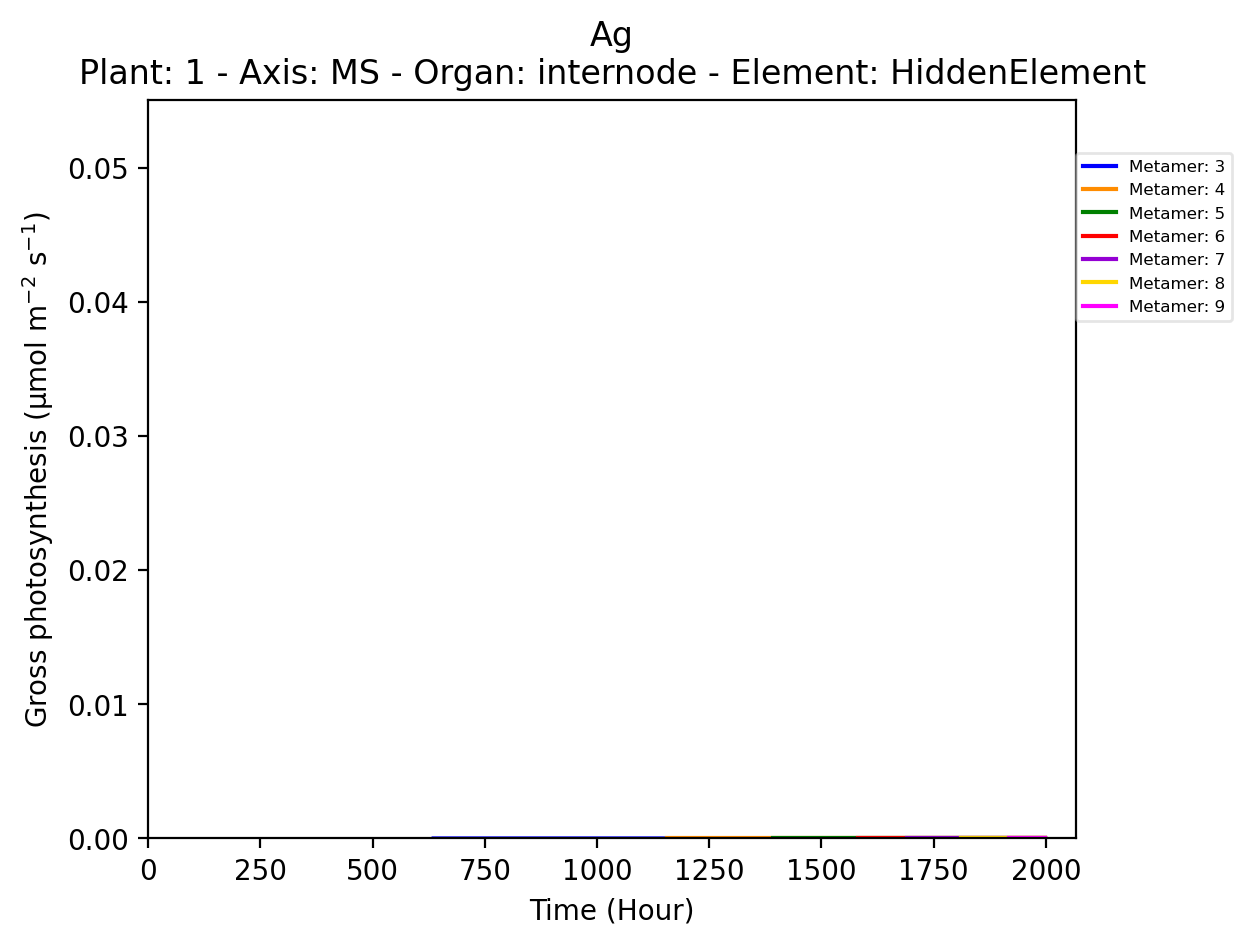 Ag
Plant: 1 - Axis: MS - Organ: internode - Element: HiddenElement
Gross photosynthesis (µmol m⁻² s⁻¹)
0.05
0.04
0.03
0.02
0.01
0.00
0 250 500 750 1000 1250 1500 1750 2000
Time (Hour)
Metamer: 3
Metamer: 4
Metamer: 5
Metamer: 6
Metamer: 7
Metamer: 8
Metamer: 9